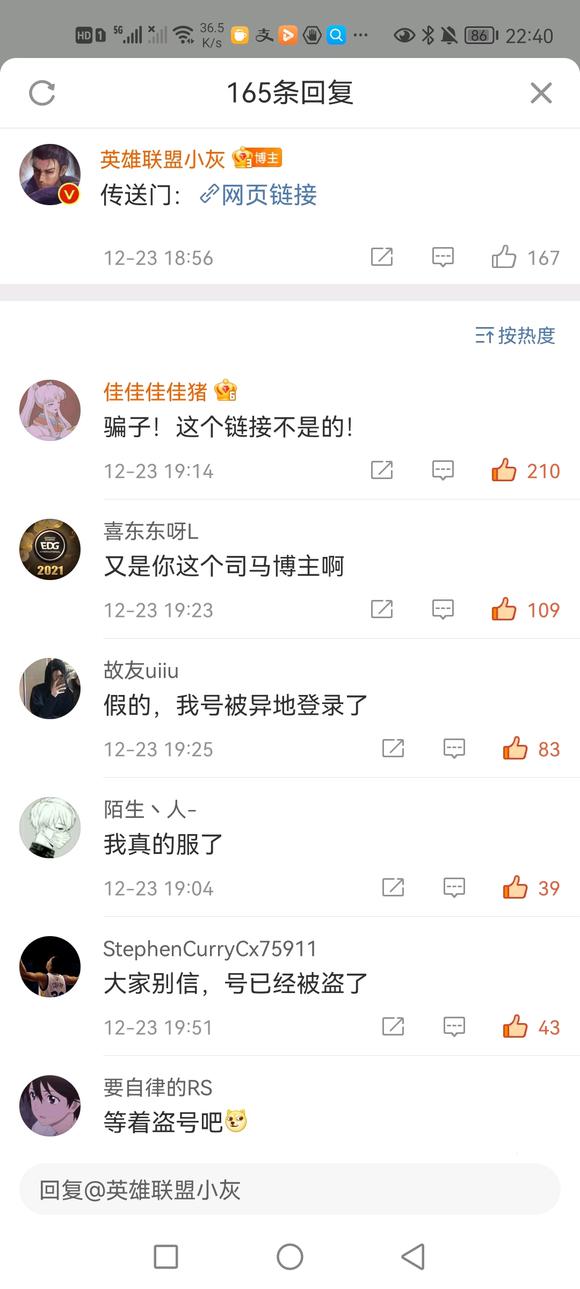 HD 1 5G 36.5 K/s 支 86 22:40
165条回复
英雄联盟小灰 3 博主
传送门： 网页链接
12-23 18:56 167
按热度
佳佳佳佳猪 6
骗子！这个链接不是的！
12-23 19:14 210
喜东东呀L
EDG
2021
又是你这个司马博主啊
12-23 19:23 109
故友uiiu
假的，我号被异地登录了
12-23 19:25 83
陌生丶人-
我真的服了
12-23 19:04 39
StephenCurryCx75911
大家别信，号已经被盗了
12-23 19:51 43
要自律的RS
等着盗号吧
回复@英雄联盟小灰